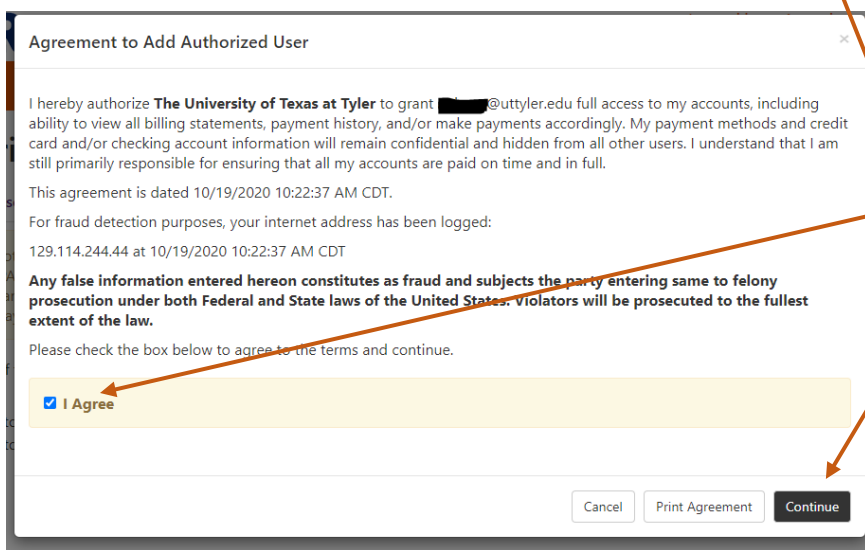 Agreement to Add Authorized User ×
I hereby authorize The University of Texas at Tyler to grant @uttyler.edu full access to my accounts, including
ability to view all billing statements, payment history, and/or make payments accordingly. My payment methods and credit
card and/or checking account information will remain confidential and hidden from all other users. I understand that I am
still primarily responsible for ensuring that all my accounts are paid on time and in full.
This agreement is dated 10/19/2020 10:22:37 AM CDT.
For fraud detection purposes, your internet address has been logged:
129.114.244.44 at 10/19/2020 10:22:37 AM CDT
Any false information entered hereon constitutes as fraud and subjects the party entering same to felony
prosecution under both Federal and State laws of the United States. Violators will be prosecuted to the fullest
extent of the law.
Please check the box below to agree to the terms and continue.
I Agree
Cancel Print Agreement Continue